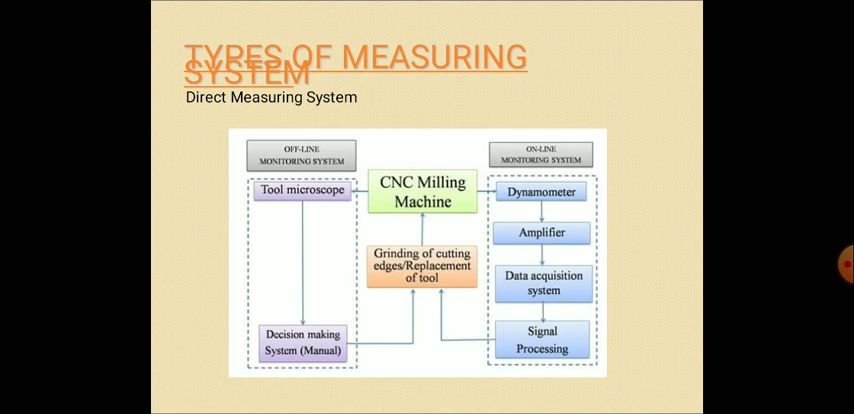 TYPES OF MEASURING
SYSTEM
Direct Measuring System
OFF-LINE
MONITORING SYSTEM
ON-LINE
MONITORING SYSTEM
Tool microscope
CNC Milling
Machine
Dynamometer
Amplifier
Grinding of cutting
edges/Replacement
of tool
Data acquisition
system
Decision making
System (Manual)
Signal
Processing